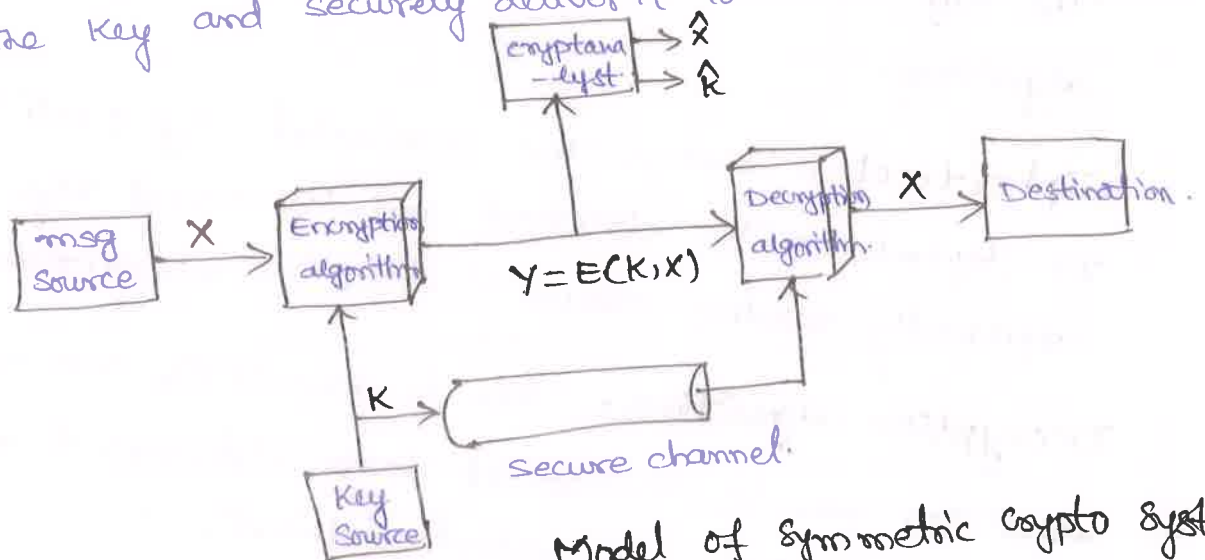 Key and securely
cryptana
-lyst.
X̂
K̂
msg
Source
X
Encryption
algorithm
Y=E(K,X)
Decryption
algorithm.
X
Destination.
K
secure channel.
Key
Source
Model of symmetric crypto Syst